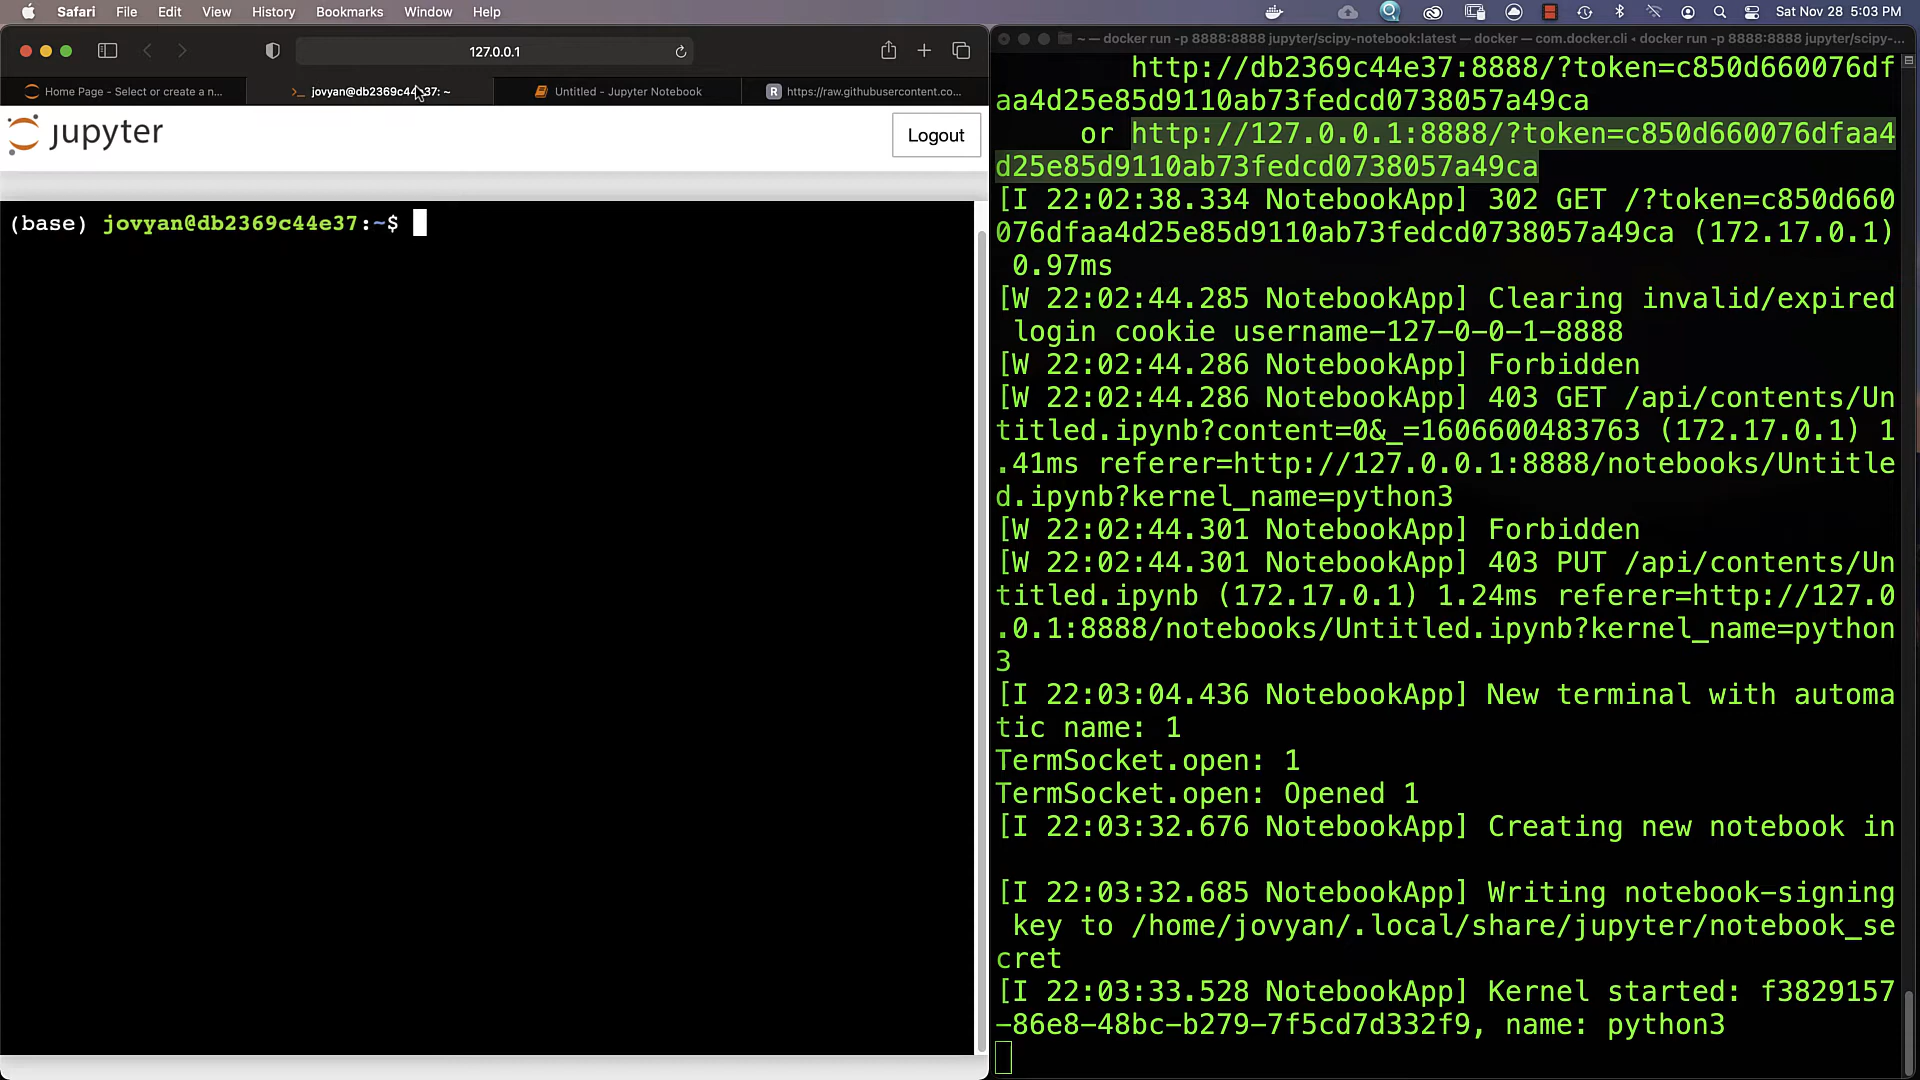 Safari File Edit View History Bookmarks Window Help
Sat Nov 28 5:03 PM
127.0.0.1
Home Page - Select or create a n...
jovyan@db2369c44e37: ~
Untitled - Jupyter Notebook
R https://raw.githubusercontent.co...
jupyter
Logout
(base) jovyan@db2369c44e37:~$
~ — docker run -p 8888:8888 jupyter/scipy-notebook:latest — docker — com.docker.cli ◂ docker run -p 8888:8888 jupyter/scipy-...
http://db2369c44e37:8888/?token=c850d660076df
aa4d25e85d9110ab73fedcd0738057a49ca
or http://127.0.0.1:8888/?token=c850d660076dfaa4
d25e85d9110ab73fedcd0738057a49ca
[I 22:02:38.334 NotebookApp] 302 GET /?token=c850d660
076dfaa4d25e85d9110ab73fedcd0738057a49ca (172.17.0.1)
0.97ms
[W 22:02:44.285 NotebookApp] Clearing invalid/expired
login cookie username-127-0-0-1-8888
[W 22:02:44.286 NotebookApp] Forbidden
[W 22:02:44.286 NotebookApp] 403 GET /api/contents/Un
titled.ipynb?content=0&_=1606600483763 (172.17.0.1) 1
.41ms referer=http://127.0.0.1:8888/notebooks/Untitle
d.ipynb?kernel_name=python3
[W 22:02:44.301 NotebookApp] Forbidden
[W 22:02:44.301 NotebookApp] 403 PUT /api/contents/Un
titled.ipynb (172.17.0.1) 1.24ms referer=http://127.0
.0.1:8888/notebooks/Untitled.ipynb?kernel_name=python
3
[I 22:03:04.436 NotebookApp] New terminal with automa
tic name: 1
TermSocket.open: 1
TermSocket.open: Opened 1
[I 22:03:32.676 NotebookApp] Creating new notebook in
[I 22:03:32.685 NotebookApp] Writing notebook-signing
key to /home/jovyan/.local/share/jupyter/notebook_se
cret
[I 22:03:33.528 NotebookApp] Kernel started: f3829157
-86e8-48bc-b279-7f5cd7d332f9, name: python3